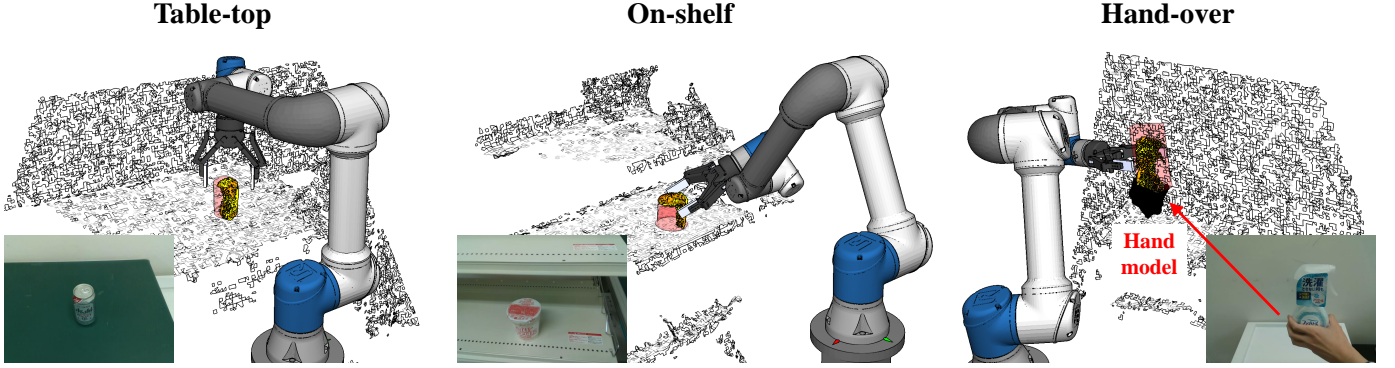 Table-top
On-shelf
Hand-over
Hand
model
洗濯